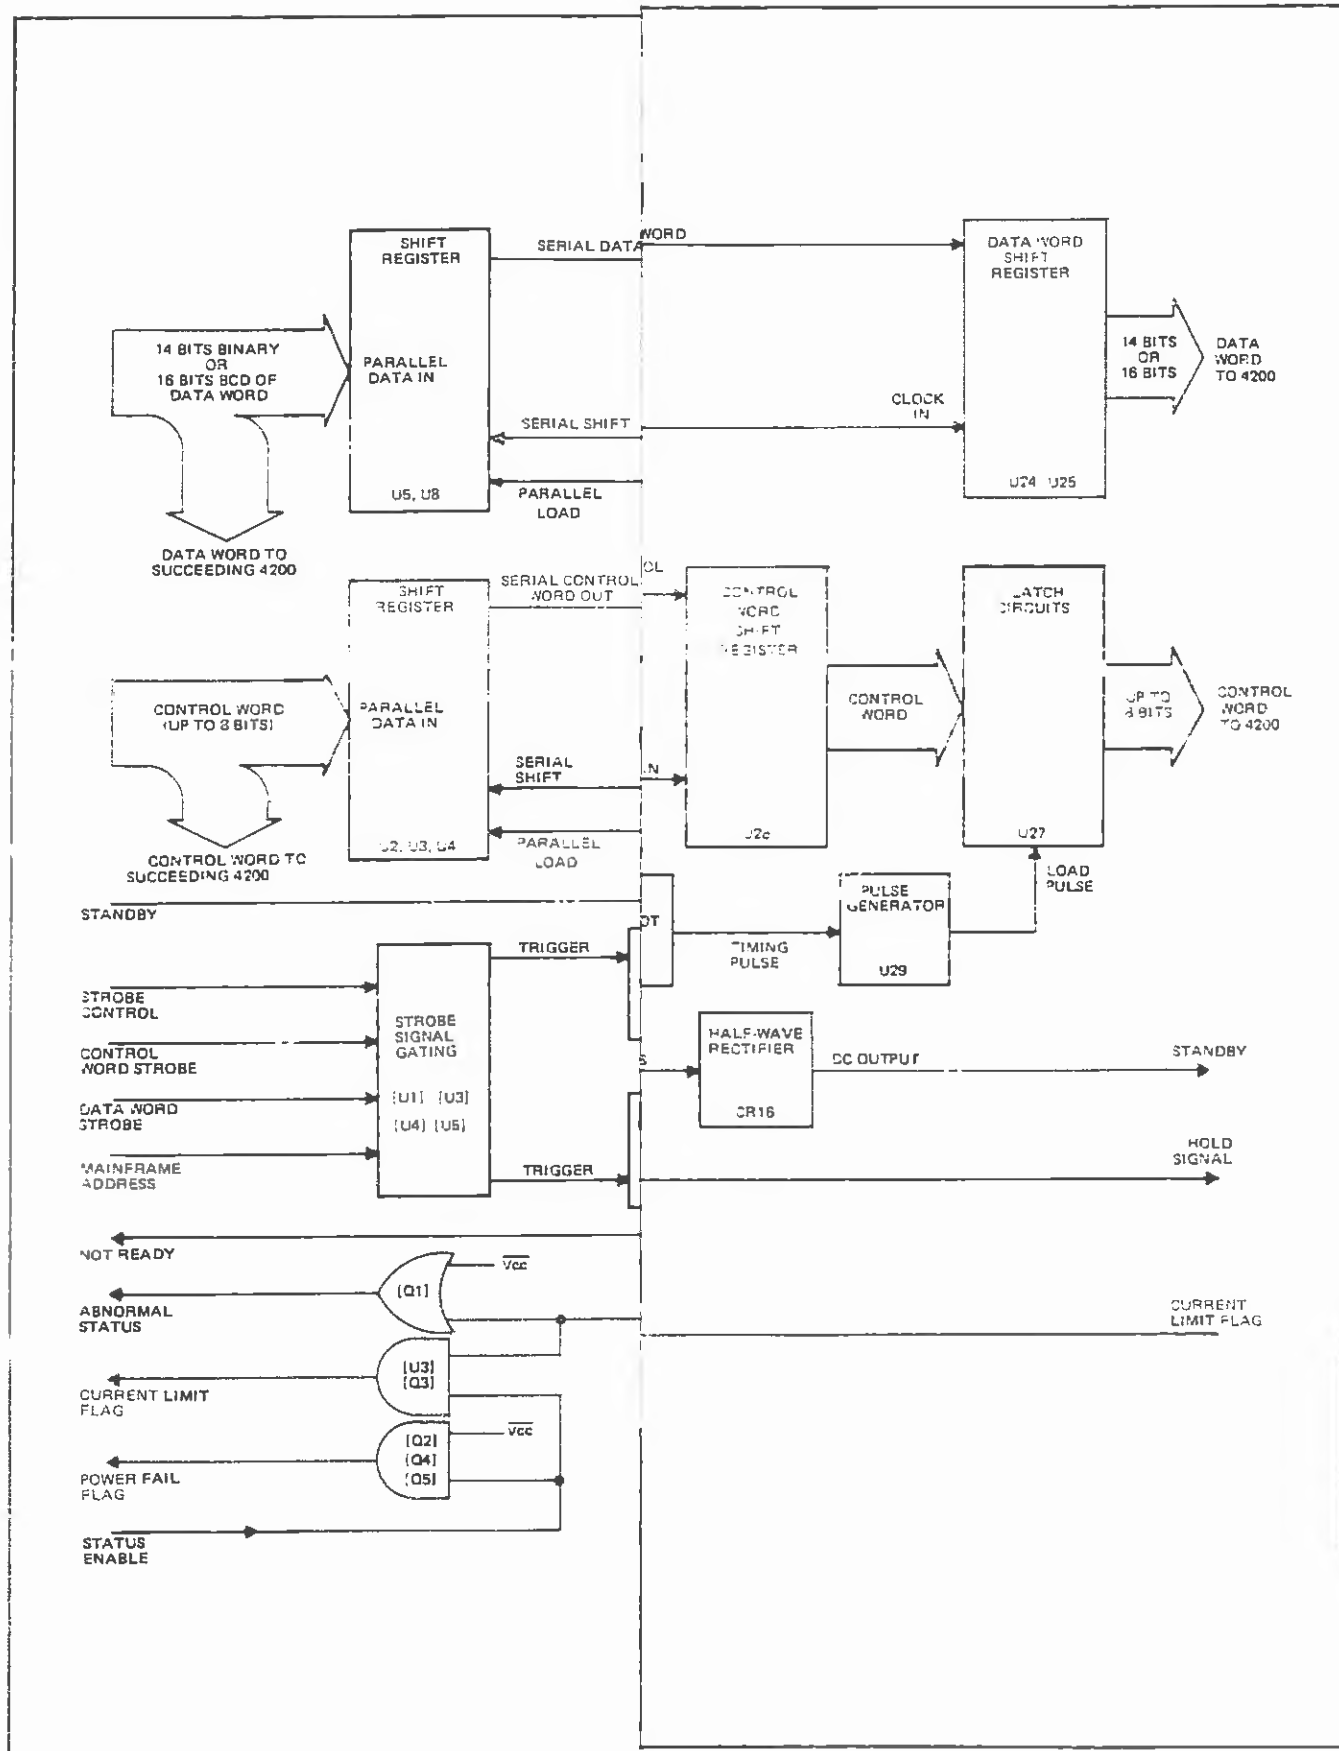 SHIFT
REGISTER
SERIAL DATA
14 BITS BINARY
OR
16 BITS BCD OF
DATA WORD
PARALLEL
DATA IN
SERIAL SHIFT
U5, U8
PARALLEL
LOAD
DATA WORD TO
SUCCEEDING 4200
SHIFT
REGISTER
SERIAL CONTROL
WORD OUT
CONTROL WORD
(UP TO 8 BITS)
PARALLEL
DATA IN
SERIAL
SHIFT
U2, U3, U4
PARALLEL
LOAD
CONTROL WORD TO
SUCCEEDING 4200
STANDBY
TRIGGER
STROBE
CONTROL
CONTROL
WORD STROBE
DATA WORD
STROBE
MAINFRAME
ADDRESS
STROBE
SIGNAL
GATING
[U1] [U3]
[U4] [U5]
TRIGGER
NOT READY
Vcc
[Q1]
ABNORMAL
STATUS
[U3]
[Q3]
CURRENT LIMIT
FLAG
Vcc
[Q2]
[Q4]
[Q5]
POWER FAIL
FLAG
STATUS
ENABLE
WORD
DATA WORD
SHIFT
REGISTER
14 BITS
OR
16 BITS
DATA
WORD
TO 4200
CLOCK
IN
U24 U25
OL
CONTROL
WORD
SHIFT
REGISTER
CONTROL
WORD
LATCH
CIRCUITS
UP TO
8 BITS
CONTROL
WORD
TO 4200
IN
U27
LOAD
PULSE
OT
TIMING
PULSE
PULSE
GENERATOR
U29
S
HALF-WAVE
RECTIFIER
CR16
DC OUTPUT
STANDBY
HOLD
SIGNAL
CURRENT
LIMIT FLAG